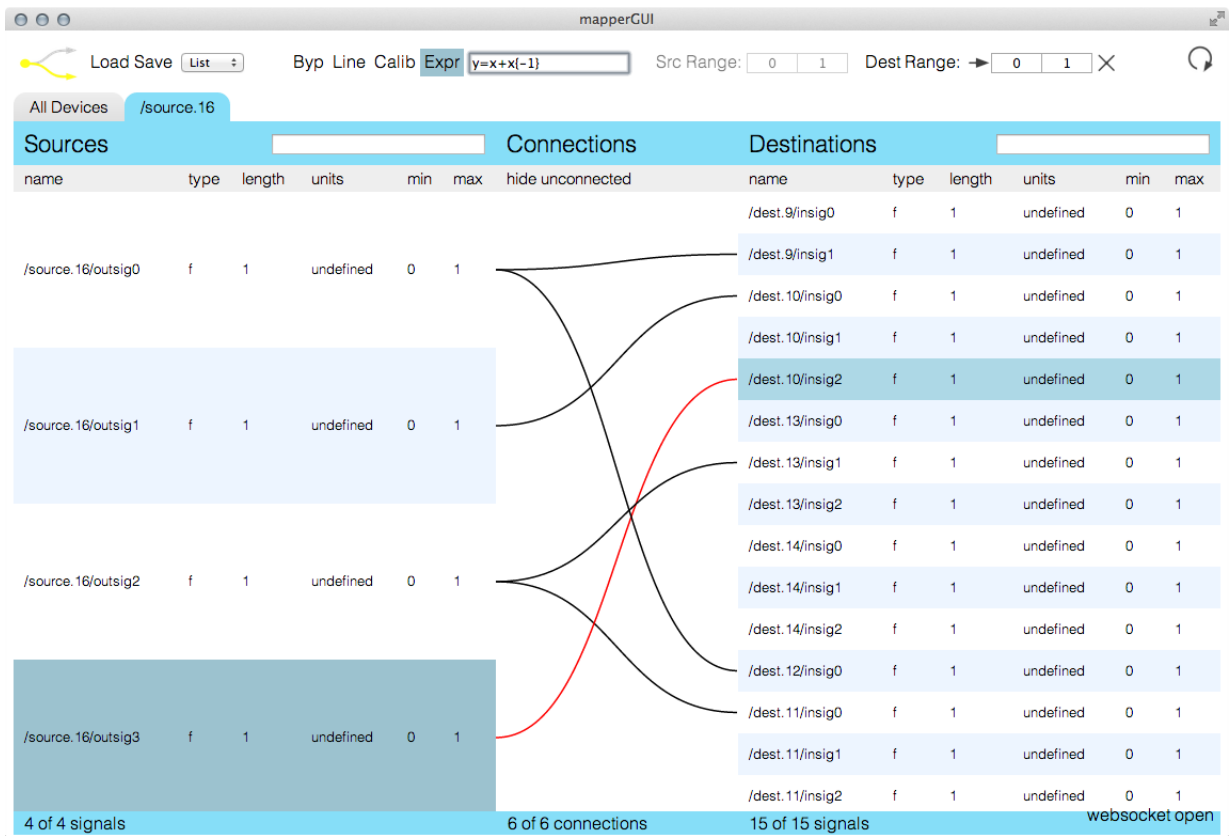 mapperGUI
Load Save List Byp Line Calib Expr y=x+x{-1} Src Range: 0 1 Dest Range: 0 1
All Devices /source.16
Sources Connections Destinations
name type length units min max hide unconnected name type length units min max
/dest.9/insig0 f 1 undefined 0 1
/dest.9/insig1 f 1 undefined 0 1
/source.16/outsig0 f 1 undefined 0 1
/dest.10/insig0 f 1 undefined 0 1
/dest.10/insig1 f 1 undefined 0 1
/dest.10/insig2 f 1 undefined 0 1
/dest.13/insig0 f 1 undefined 0 1
/source.16/outsig1 f 1 undefined 0 1
/dest.13/insig1 f 1 undefined 0 1
/dest.13/insig2 f 1 undefined 0 1
/dest.14/insig0 f 1 undefined 0 1
/source.16/outsig2 f 1 undefined 0 1
/dest.14/insig1 f 1 undefined 0 1
/dest.14/insig2 f 1 undefined 0 1
/dest.12/insig0 f 1 undefined 0 1
/dest.11/insig0 f 1 undefined 0 1
/source.16/outsig3 f 1 undefined 0 1
/dest.11/insig1 f 1 undefined 0 1
/dest.11/insig2 f 1 undefined 0 1
websocket open
4 of 4 signals 6 of 6 connections 15 of 15 signals